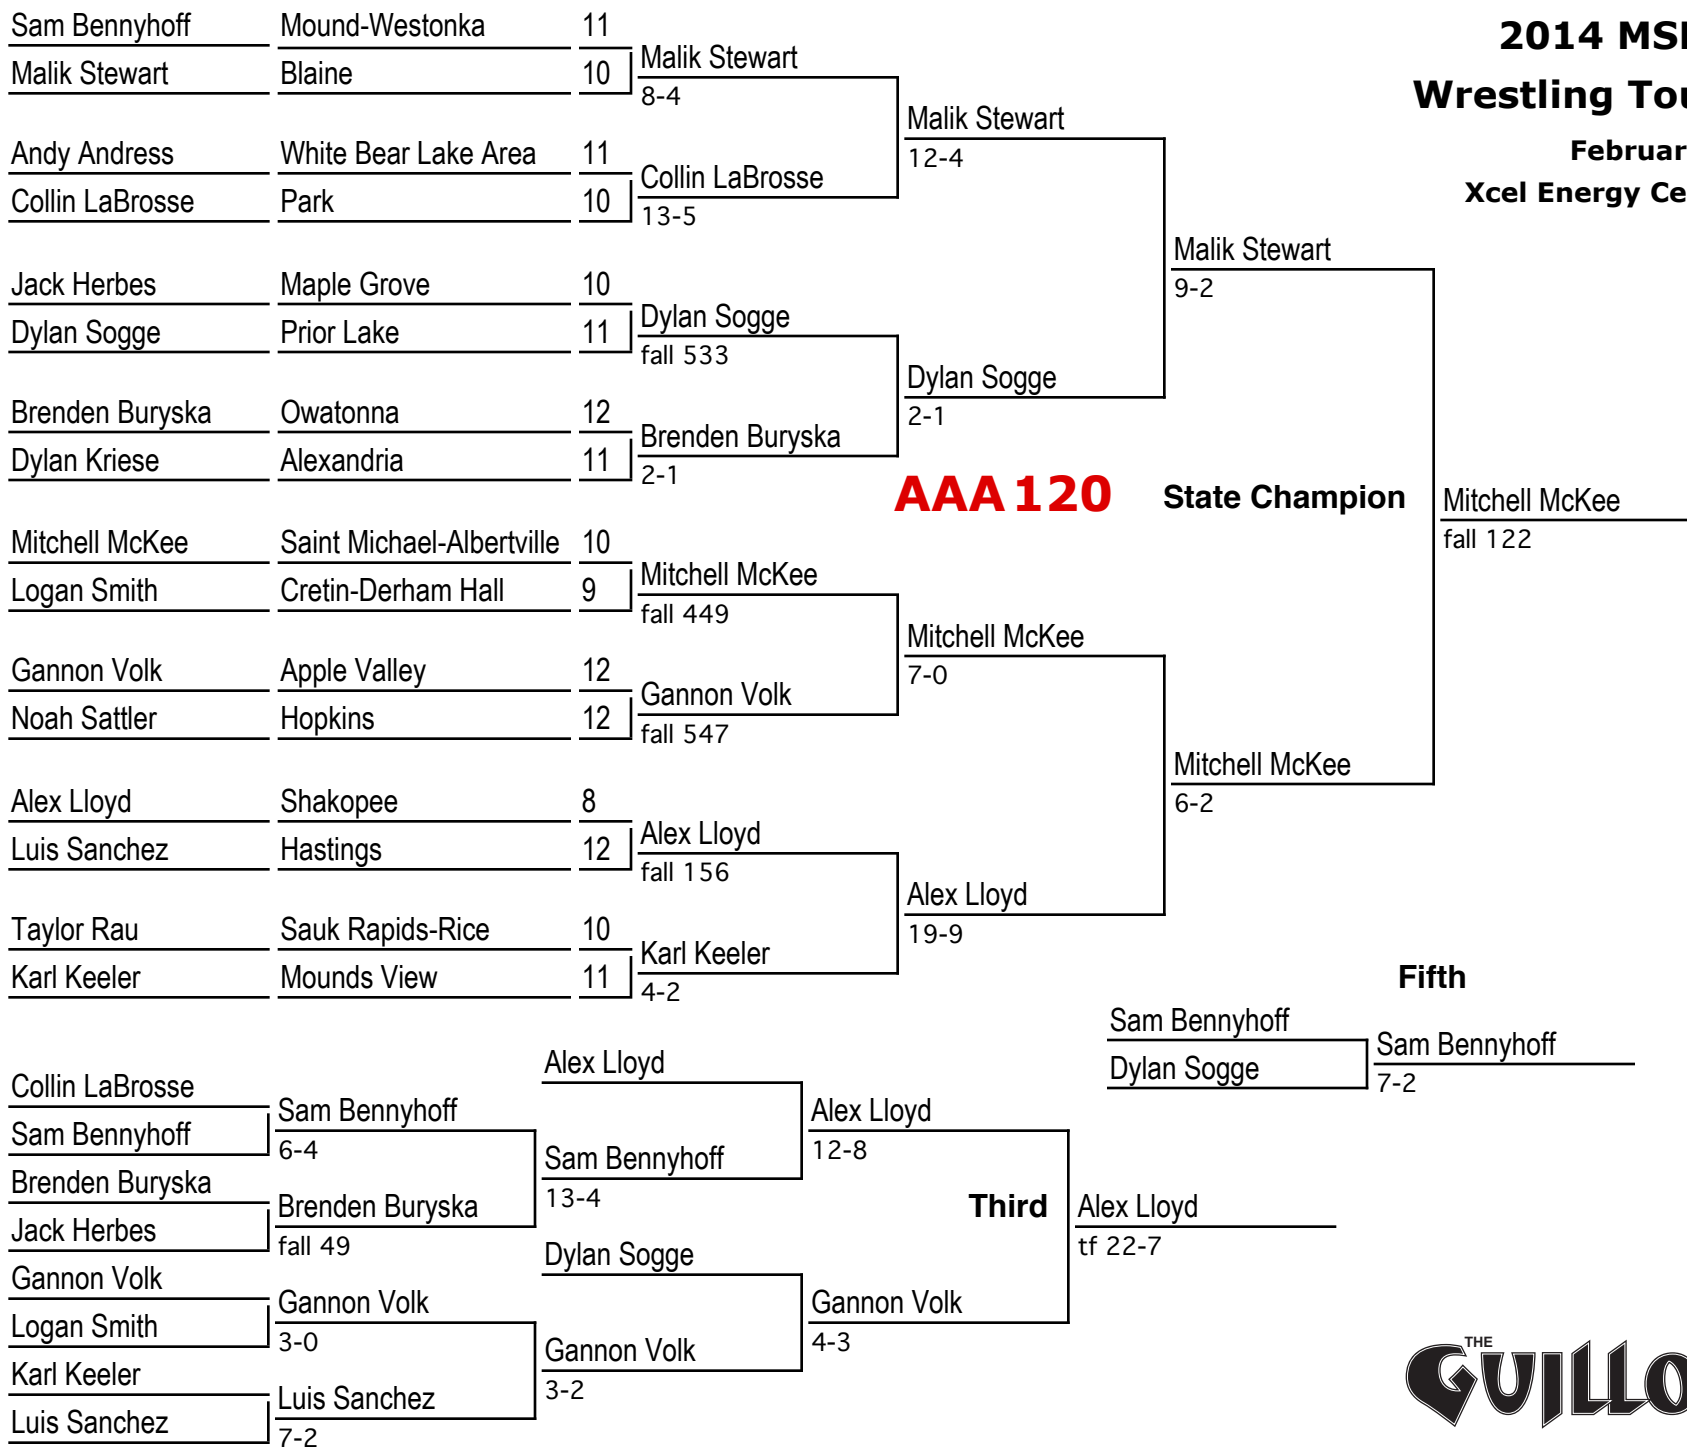 2014 MSH
Wrestling Tou
Februar
Xcel Energy Ce
Sam Bennyhoff Mound-Westonka 11
Malik Stewart Blaine 10
Malik Stewart
8-4
Andy Andress White Bear Lake Area 11
Collin LaBrosse Park 10
Collin LaBrosse
13-5
Malik Stewart
12-4
Jack Herbes Maple Grove 10
Dylan Sogge Prior Lake 11
Dylan Sogge
fall 533
Brenden Buryska Owatonna 12
Dylan Kriese Alexandria 11
Brenden Buryska
2-1
Dylan Sogge
2-1
Malik Stewart
9-2
AAA 120
State Champion
Mitchell McKee
fall 122
Mitchell McKee Saint Michael-Albertville 10
Logan Smith Cretin-Derham Hall 9
Mitchell McKee
fall 449
Gannon Volk Apple Valley 12
Noah Sattler Hopkins 12
Gannon Volk
fall 547
Mitchell McKee
7-0
Alex Lloyd Shakopee 8
Luis Sanchez Hastings 12
Alex Lloyd
fall 156
Taylor Rau Sauk Rapids-Rice 10
Karl Keeler Mounds View 11
Karl Keeler
4-2
Alex Lloyd
19-9
Mitchell McKee
6-2
Fifth
Sam Bennyhoff
Dylan Sogge
Sam Bennyhoff
7-2
Collin LaBrosse
Sam Bennyhoff
Sam Bennyhoff
6-4
Brenden Buryska
Jack Herbes
Brenden Buryska
fall 49
Gannon Volk
Logan Smith
Gannon Volk
3-0
Karl Keeler
Luis Sanchez
Luis Sanchez
7-2
Alex Lloyd
Sam Bennyhoff
13-4
Dylan Sogge
Gannon Volk
3-2
Alex Lloyd
12-8
Gannon Volk
4-3
Third
Alex Lloyd
tf 22-7
THE
GUILLO